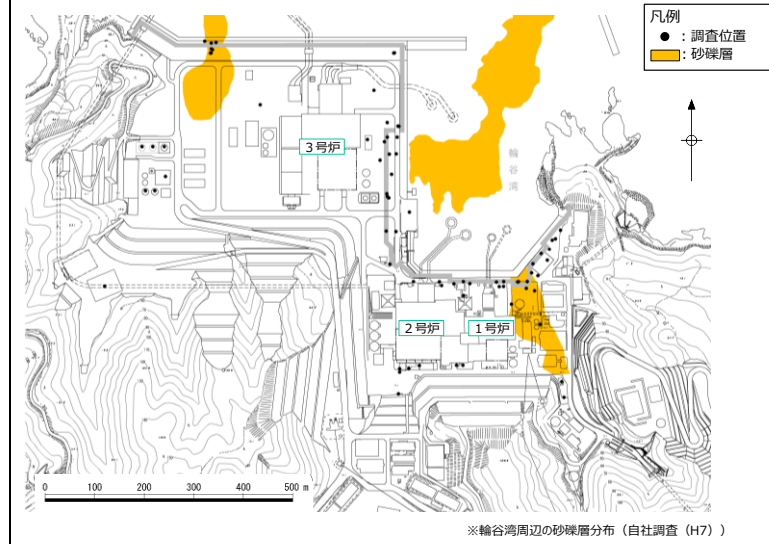 凡例
● : 調査位置
: 砂礫層
3号炉
輪谷湾
2号炉
1号炉
0 100 200 300 400 500 m
※輪谷湾周辺の砂礫層分布（自社調査（H7））